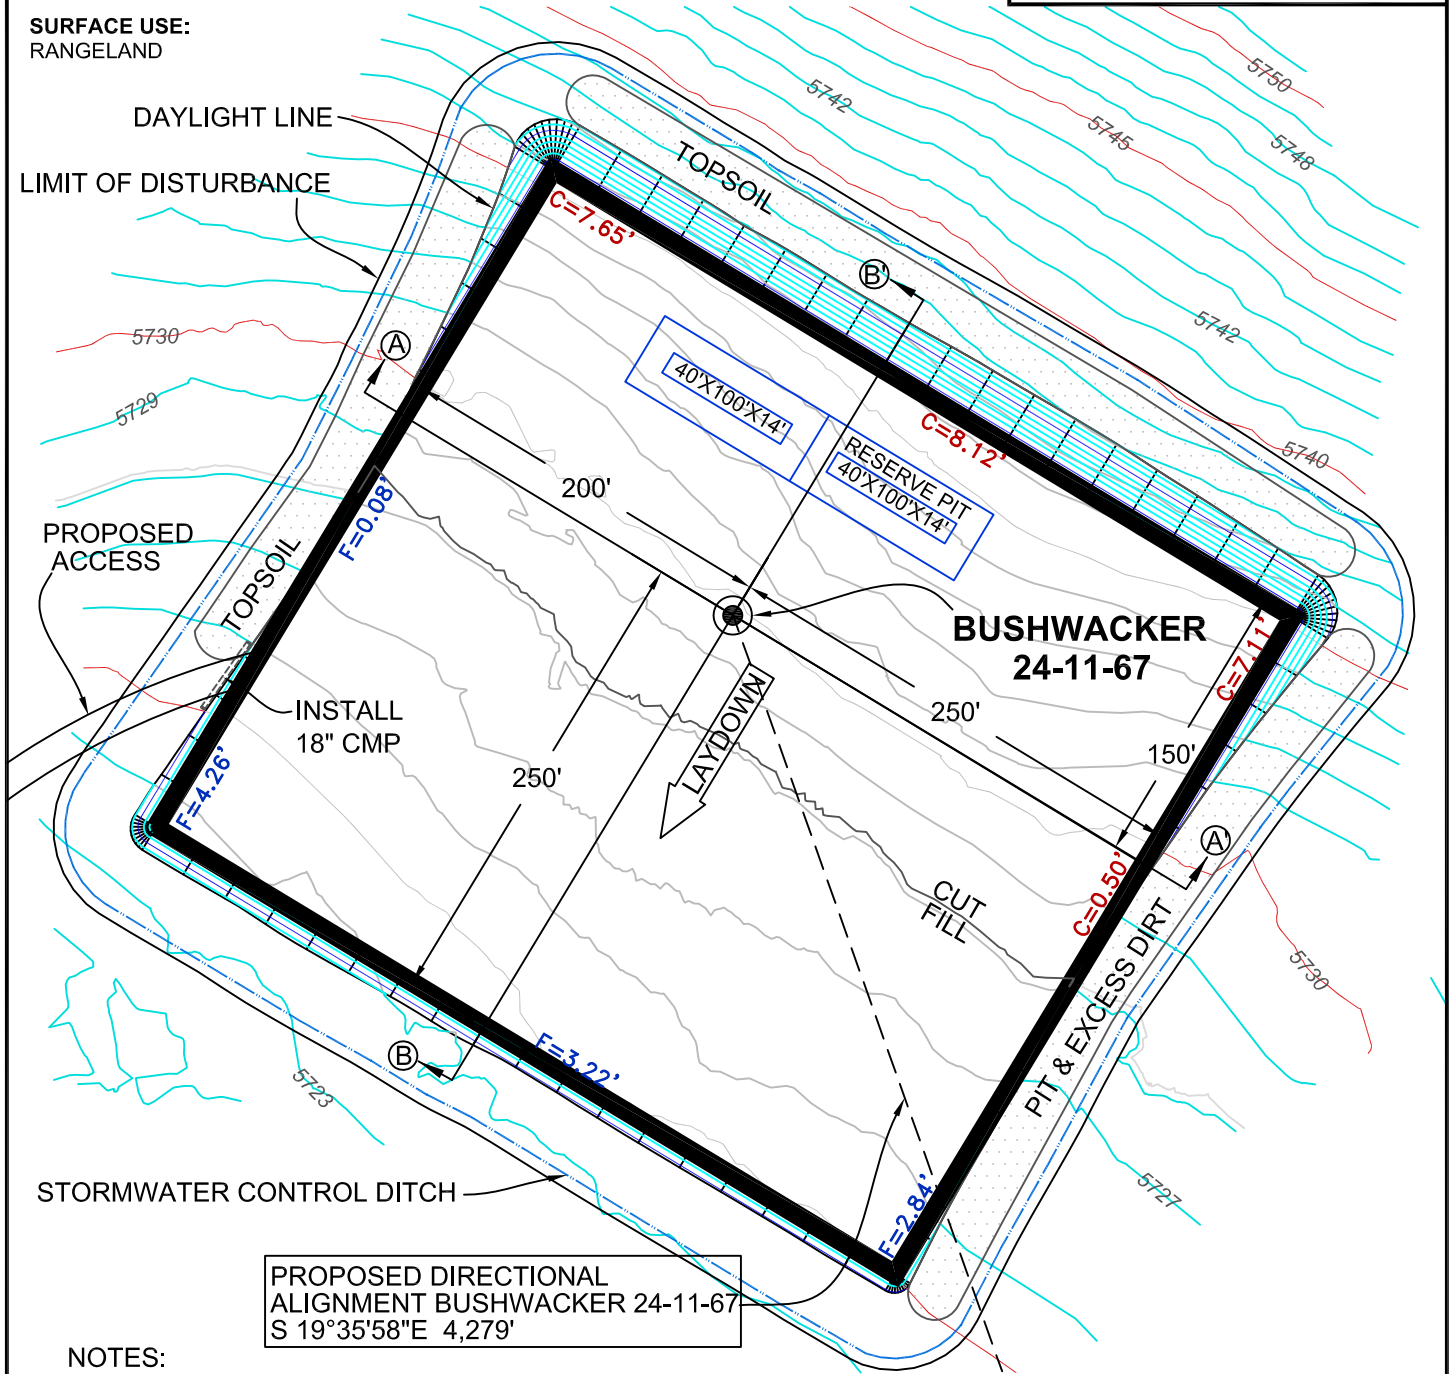 SURFACE USE:
RANGELAND
DAYLIGHT LINE
LIMIT OF DISTURBANCE
TOPSOIL
5742
5750
5745
5748
C=7.65'
B'
5742
5730
A
5729
40'X100'X14'
RESERVE PIT
40'X100'X14'
C=8.12'
5740
200'
F=0.08'
PROPOSED
ACCESS
TOPSOIL
BUSHWACKER
24-11-67
C=7.11'
INSTALL
18" CMP
LAYDOWN
250'
150'
250'
F=4.26'
A'
C=0.50'
CUT
FILL
PIT & EXCESS DIRT
5730
B
F=3.22'
5723
5727
STORMWATER CONTROL DITCH
F=2.84'
PROPOSED DIRECTIONAL
ALIGNMENT BUSHWACKER 24-11-67
S 19°35'58"E 4,279'
NOTES: